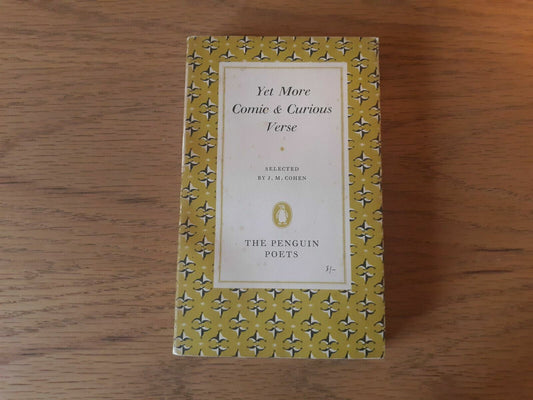 Yet More
Comic & Curious
Verse
SELECTED
BY J. M. COHEN
THE PENGUIN
POETS